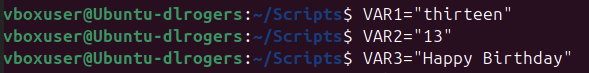 vboxuser@Ubuntu-dlrogers:~/Scripts$ VAR1="thirteen"
vboxuser@Ubuntu-dlrogers:~/Scripts$ VAR2="13"
vboxuser@Ubuntu-dlrogers:~/Scripts$ VAR3="Happy Birthday"